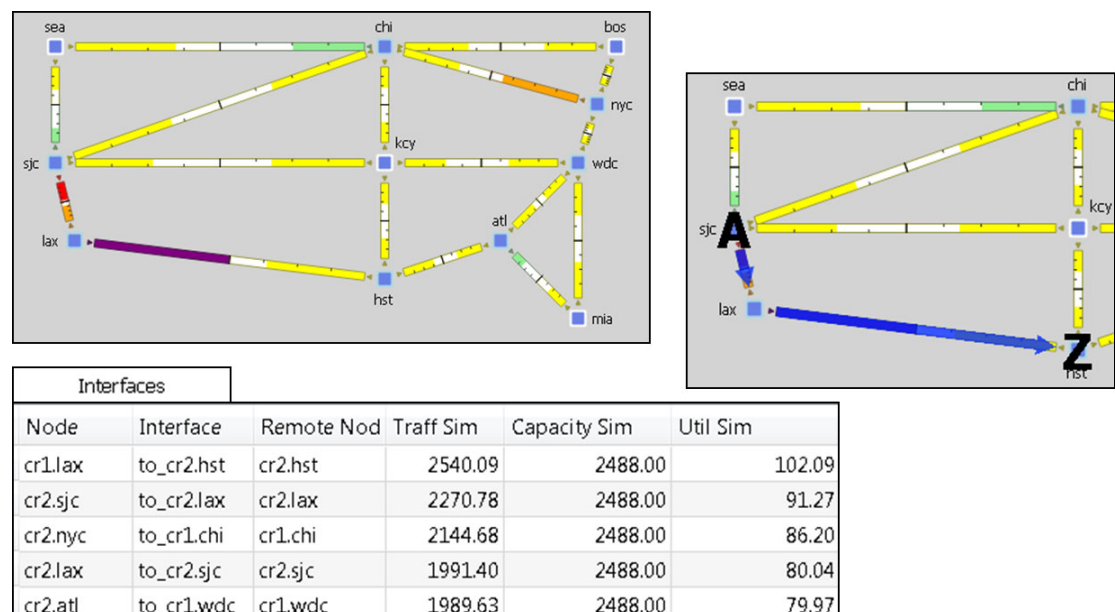 sea chi bos
nyc
kcy
sjc wdc
atl
lax
hst
mia
sea chi
kcy
sjc A
lax
Z
hst
Interfaces
Node Interface Remote Nod Traff Sim Capacity Sim Util Sim
cr1.lax to_cr2.hst cr2.hst 2540.09 2488.00 102.09
cr2.sjc to_cr2.lax cr2.lax 2270.78 2488.00 91.27
cr2.nyc to_cr1.chi cr1.chi 2144.68 2488.00 86.20
cr2.lax to_cr2.sjc cr2.sjc 1991.40 2488.00 80.04
cr2.atl to_cr1.wdc cr1.wdc 1989.63 2488.00 79.97